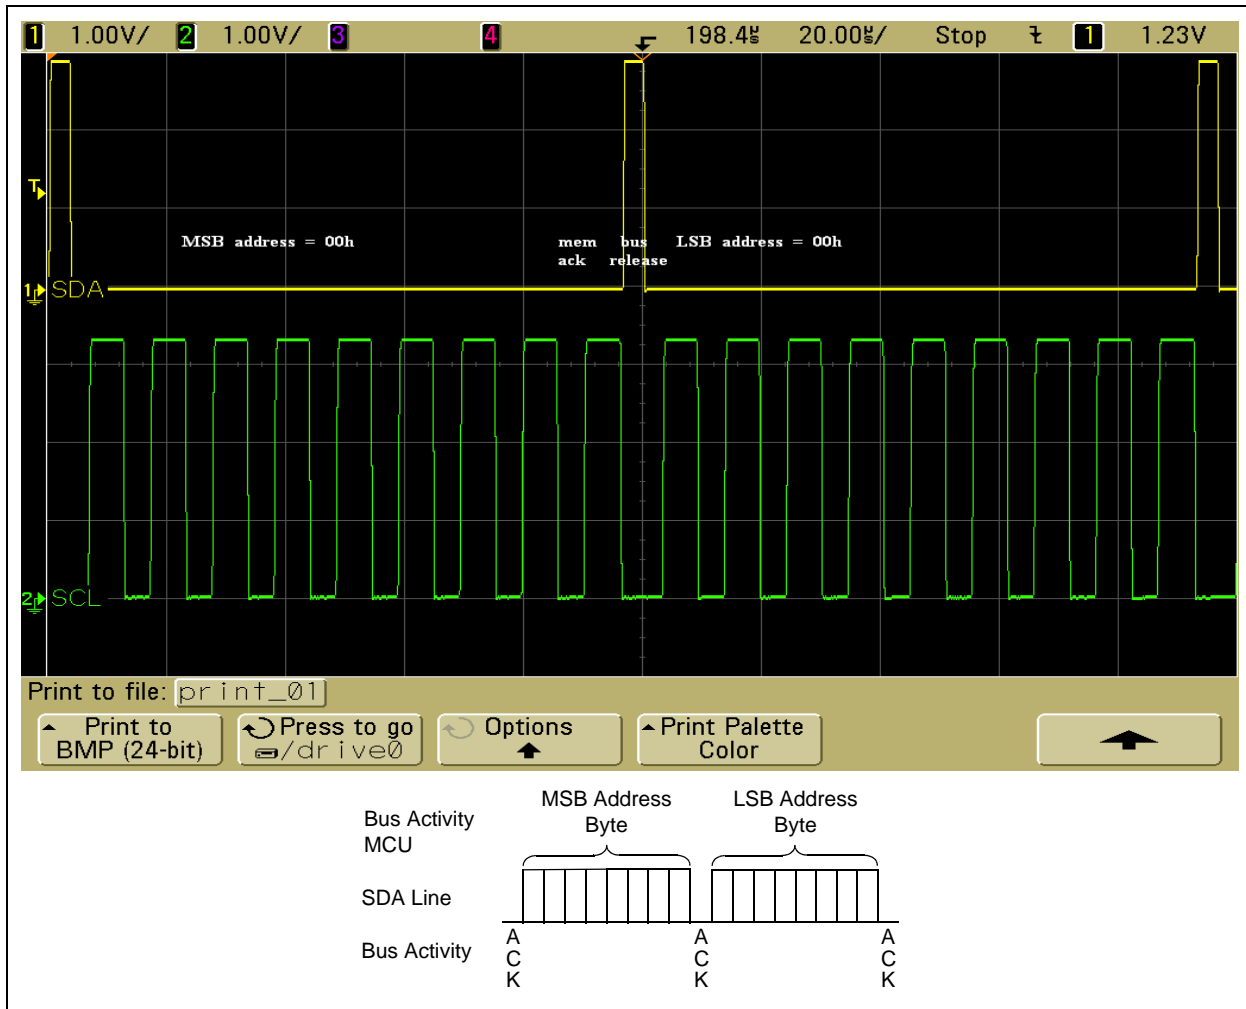 1 1.00V/ 2 1.00V/ 3 4 198.4µs 20.00µs/ Stop 1 1.23V
T
MSB address = 00h mem bus LSB address = 00h
ack release
1 SDA
2 SCL
Print to file: print_01
Print to Press to go Options Print Palette
BMP (24-bit) /drive0 Color
MSB Address LSB Address
Bus Activity Byte Byte
MCU
SDA Line
Bus Activity
A A A
C C C
K K K